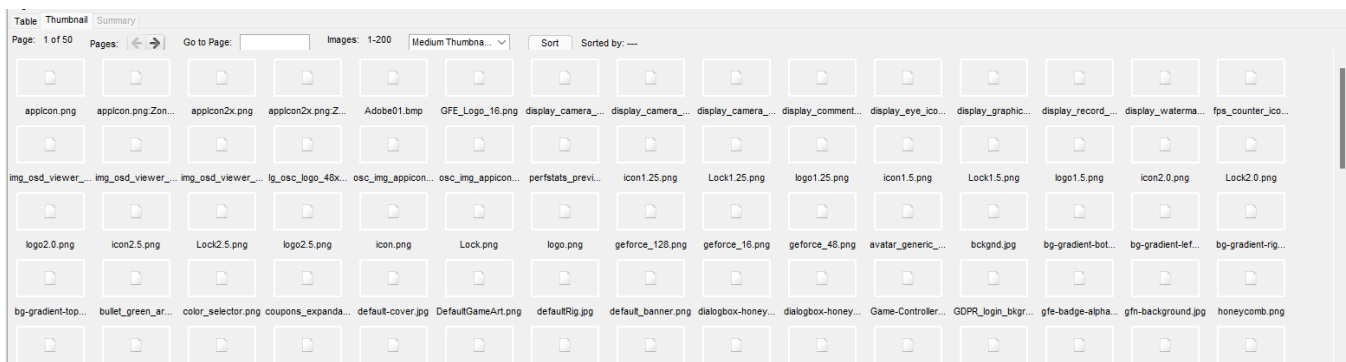 Table Thumbnail Summary
Page: 1 of 50 Pages: Go to Page: Images: 1-200 Medium Thumbna... Sort Sorted by: ---
appIcon.png appIcon.png:Zon... appIcon2x.png appIcon2x.png:Z... Adobe01.bmp GFE_Logo_16.png display_camera_... display_camera_... display_camera_... display_comment... display_eye_ico... display_graphic... display_record_... display_waterma... fps_counter_ico...
img_osd_viewer_... img_osd_viewer_... img_osd_viewer_... lg_osc_logo_48x... osc_img_appicon... osc_img_appicon... perfstats_previ... icon1.25.png Lock1.25.png logo1.25.png icon1.5.png Lock1.5.png logo1.5.png icon2.0.png Lock2.0.png
logo2.0.png icon2.5.png Lock2.5.png logo2.5.png icon.png Lock.png logo.png geforce_128.png geforce_16.png geforce_48.png avatar_generic_... bckgnd.jpg bg-gradient-bot... bg-gradient-lef... bg-gradient-rig...
bg-gradient-top... bullet_green_ar... color_selector.png coupons_expanda... default-cover.jpg DefaultGameArt.png defaultRig.jpg default_banner.png dialogbox-honey... dialogbox-honey... Game-Controller... GDPR_login_bkgr... gfe-badge-alpha... gfn-background.jpg honeycomb.png